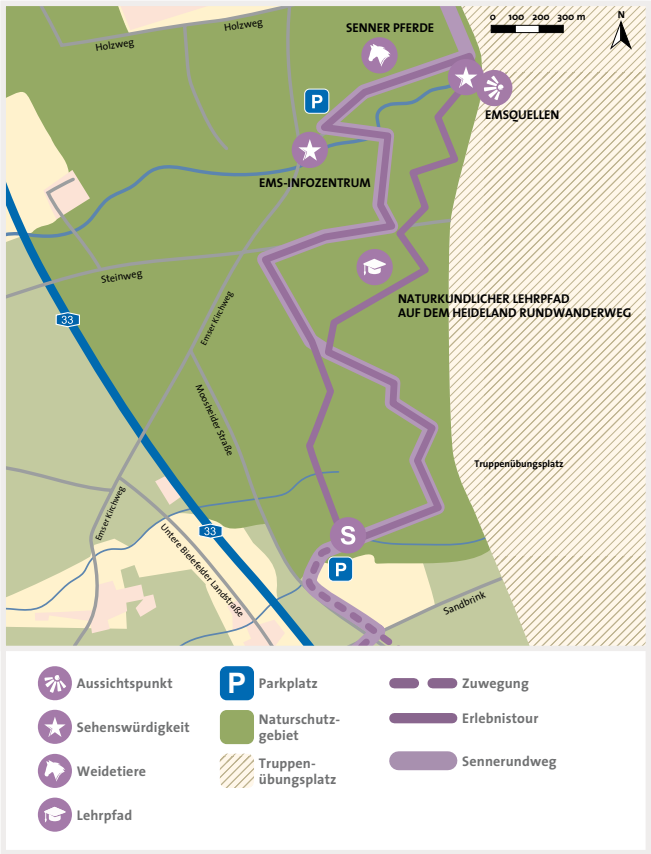 0 100 200 300 m
N
Holzweg
Holzweg
SENNER PFERDE
P
EMSQUELLEN
EMS-INFOZENTRUM
Steinweg
Emser Kirchweg
NATURKUNDLICHER LEHRPFAD
AUF DEM HEIDELAND RUNDWANDERWEG
33
Moosheider Straße
Truppenübungsplatz
Emser Kirchweg
33
Untere Bielefelder Landstraße
S
P
Sandbrink
Aussichtspunkt
Sehenswürdigkeit
Weidetiere
Lehrpfad
P Parkplatz
Naturschutz-
gebiet
Truppen-
übungsplatz
Zuwegung
Erlebnistour
Sennerundweg